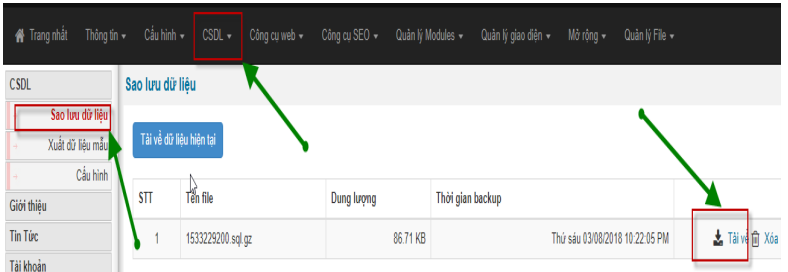 Trang nhất Thông tin Cấu hình CSDL Công cụ web Công cụ SEO Quản lý Modules Quản lý giao diện Mở rộng Quản lý File
CSDL
Sao lưu dữ liệu
Xuất dữ liệu mẫu
Cấu hình
Giới thiệu
Tin Tức
Tài khoản
Sao lưu dữ liệu
Tải về dữ liệu hiện tại
STT Tên file Dung lượng Thời gian backup
1 1533229200.sql.gz 86.71 KB Thứ sáu 03/08/2018 10:22:05 PM Tải về Xóa